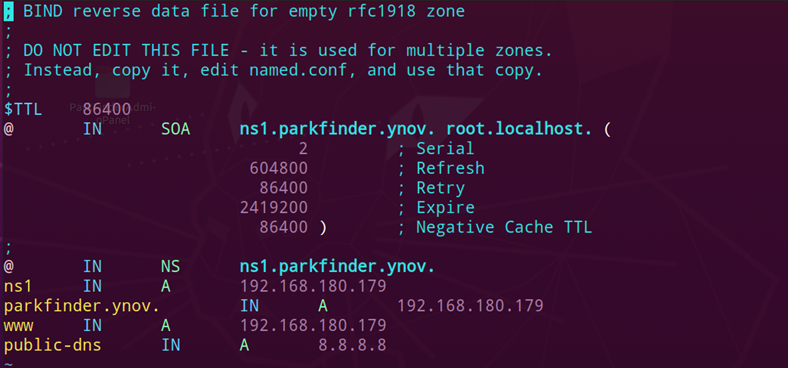 ; BIND reverse data file for empty rfc1918 zone
;
; DO NOT EDIT THIS FILE - it is used for multiple zones.
; Instead, copy it, edit named.conf, and use that copy.
;
$TTL    86400
@       IN      SOA     ns1.parkfinder.ynov. root.localhost. (
                              2         ; Serial
                         604800         ; Refresh
                          86400         ; Retry
                        2419200         ; Expire
                          86400 )       ; Negative Cache TTL
;
@       IN      NS      ns1.parkfinder.ynov.
ns1     IN      A       192.168.180.179
parkfinder.ynov.        IN      A       192.168.180.179
www     IN      A       192.168.180.179
public-dns      IN      A       8.8.8.8
~